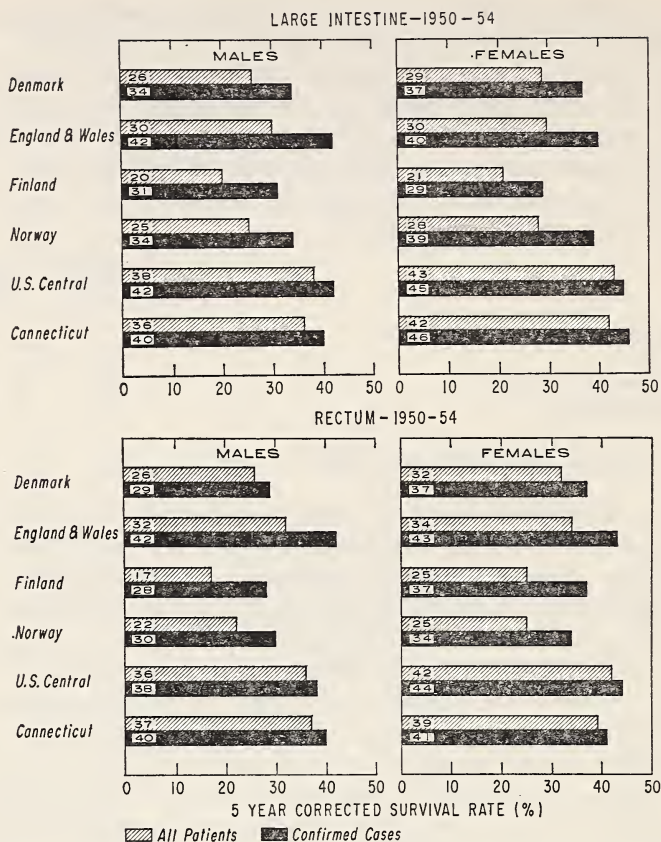 LARGE INTESTINE-1950-54
MALES
FEMALES
Denmark
26
34
29
37
England & Wales
30
42
30
40
Finland
20
31
21
29
Norway
25
34
28
39
U.S. Central
38
42
43
45
Connecticut
36
40
42
46
0 10 20 30 40 50
0 10 20 30 40 50
RECTUM-1950-54
MALES
FEMALES
Denmark
26
29
32
37
England & Wales
32
42
34
43
Finland
17
28
25
37
Norway
22
30
25
34
U.S. Central
36
38
42
44
Connecticut
37
40
39
41
0 10 20 30 40 50
0 10 20 30 40 50
5 YEAR CORRECTED SURVIVAL RATE (%)
All Patients Confirmed Cases